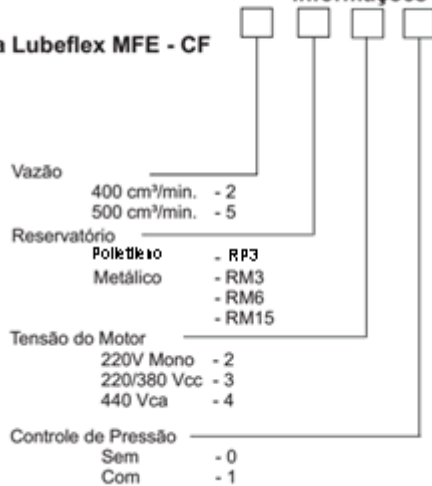 a Lubeflex MFE - CF
Vazão
400 cm³/min. - 2
500 cm³/min. - 5
Reservatório
Polietileno - RP3
Metálico - RM3
- RM6
- RM15
Tensão do Motor
220V Mono - 2
220/380 Vcc - 3
440 Vca - 4
Controle de Pressão
Sem - 0
Com - 1